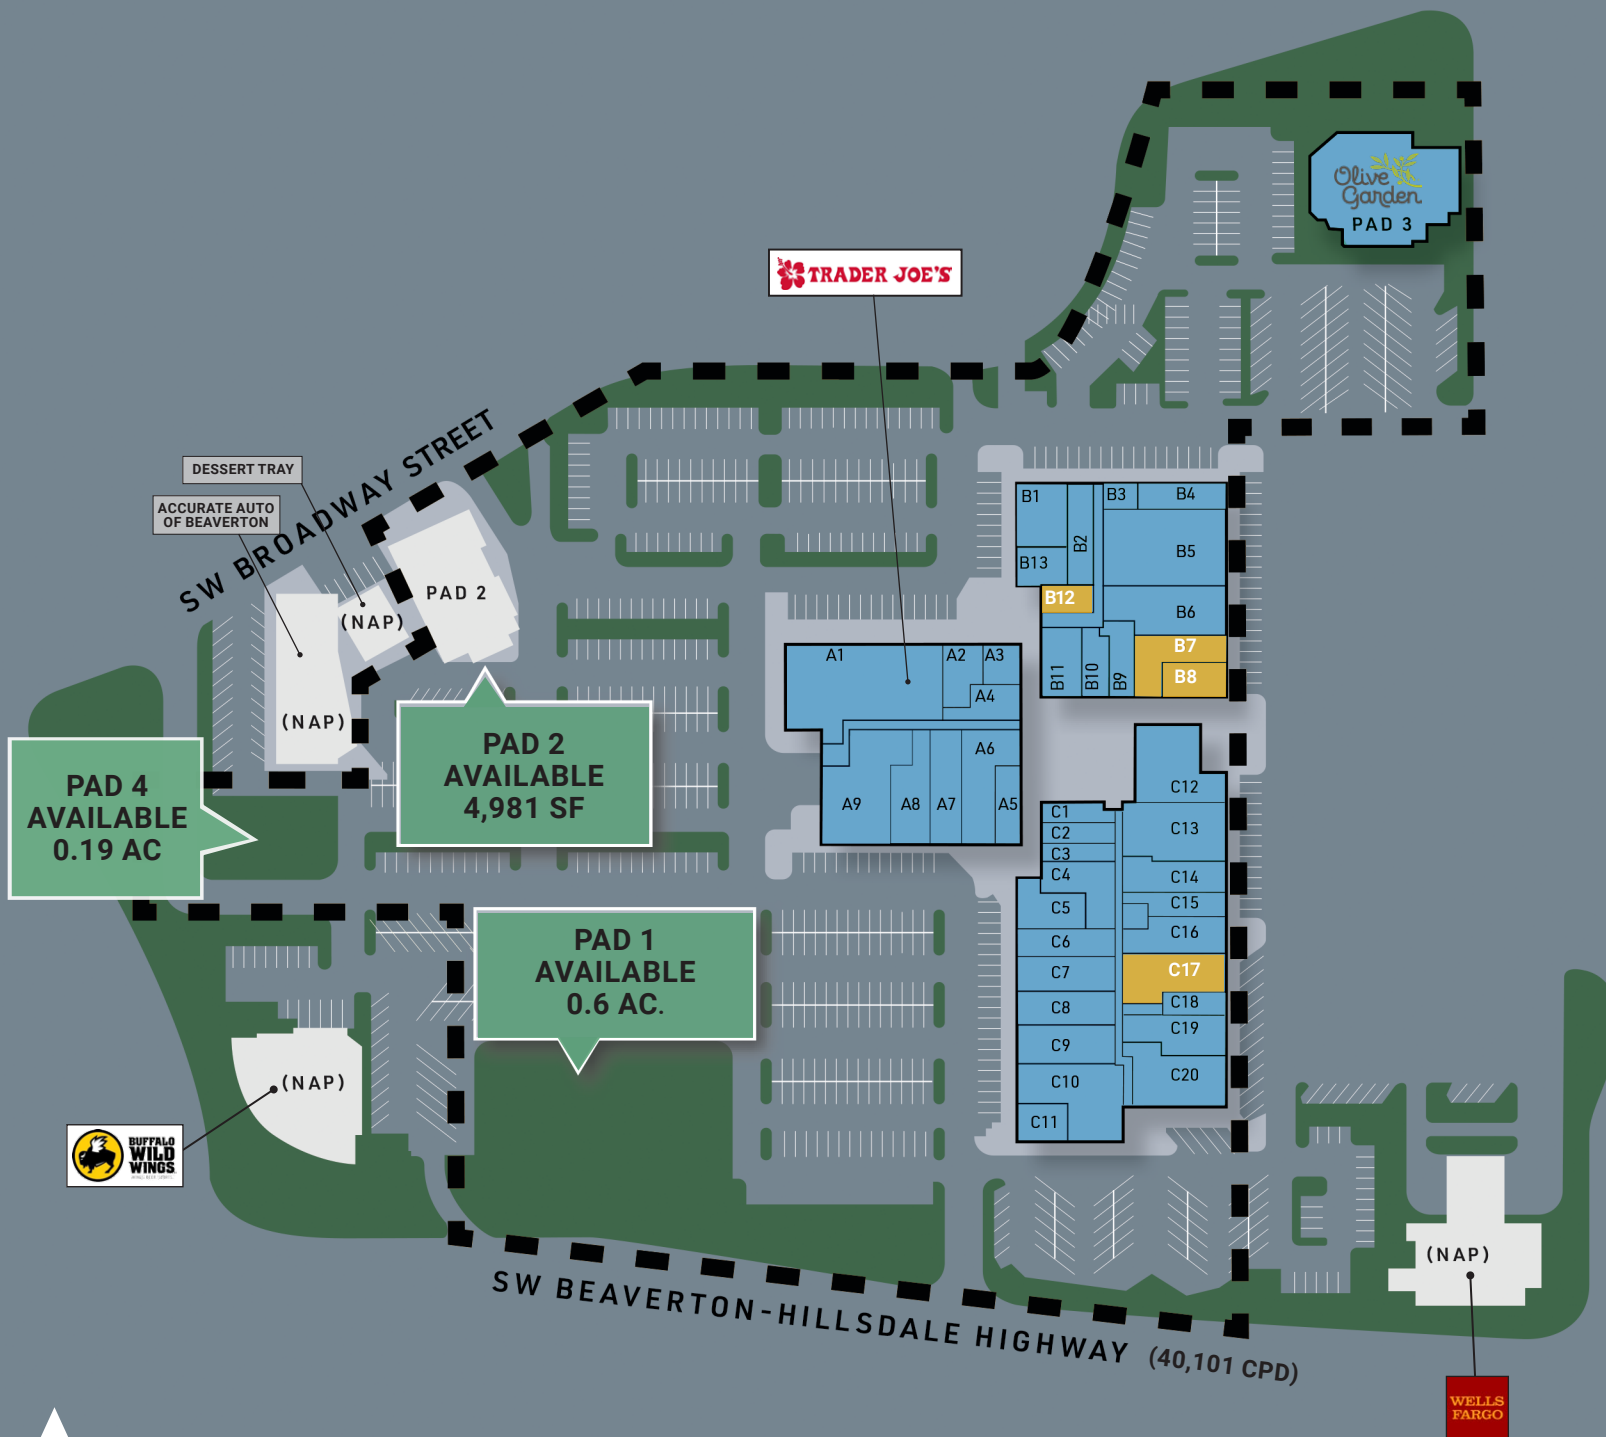 Olive
Garden
PAD 3
TRADER JOE'S
SW BROADWAY STREET
DESSERT TRAY
ACCURATE AUTO
OF BEAVERTON
PAD 2
(NAP)
(NAP)
B1
B2
B3
B4
B5
B13
B12
B6
B7
B8
B11
B10
B9
A1
A2
A3
A4
A6
A9
A8
A7
A5
PAD 2
AVAILABLE
4,981 SF
PAD 4
AVAILABLE
0.19 AC
PAD 1
AVAILABLE
0.6 AC.
C12
C1
C2
C3
C4
C5
C6
C7
C8
C9
C10
C11
C13
C14
C15
C16
C17
C18
C19
C20
(NAP)
BUFFALO
WILD
WINGS
(NAP)
SW BEAVERTON-HILLSDALE HIGHWAY (40,101 CPD)
WELLS
FARGO